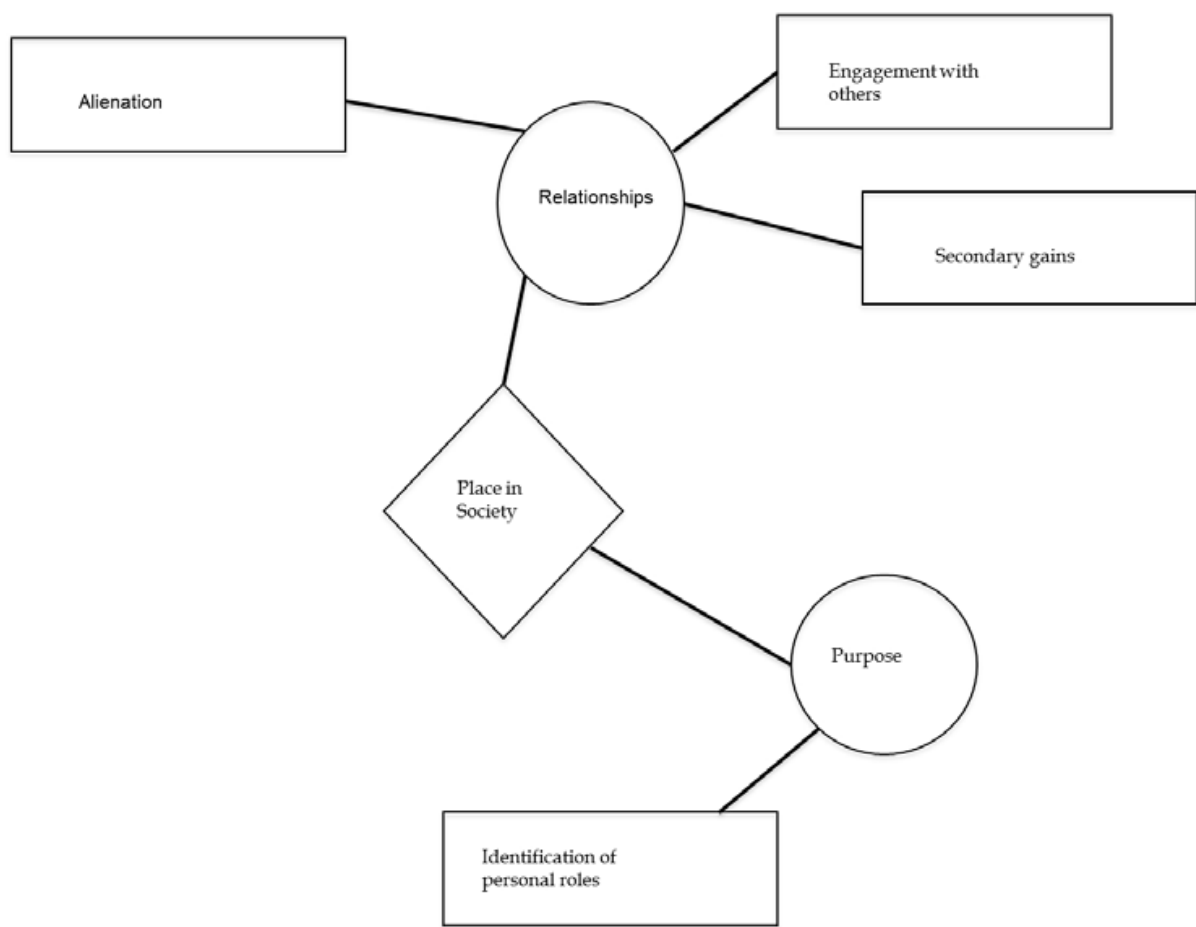 Alienation
Engagement with
others
Relationships
Secondary gains
Place in
Society
Purpose
Identification of
personal roles